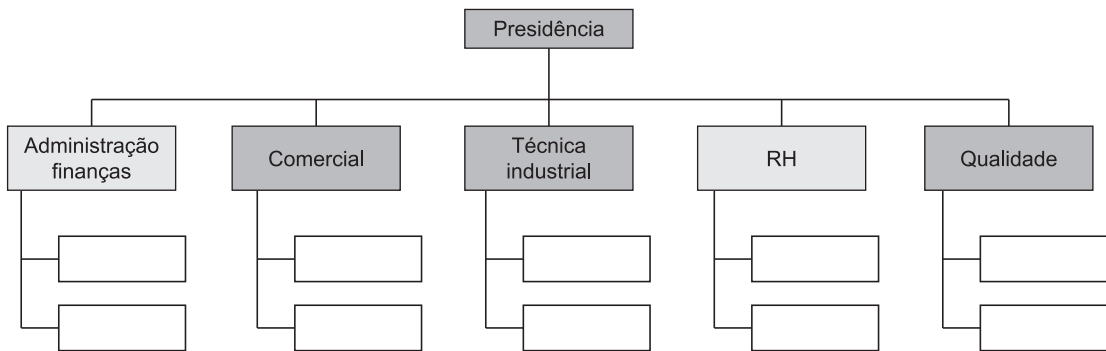 Presidência
Administração
finanças
Comercial
Técnica
industrial
RH
Qualidade